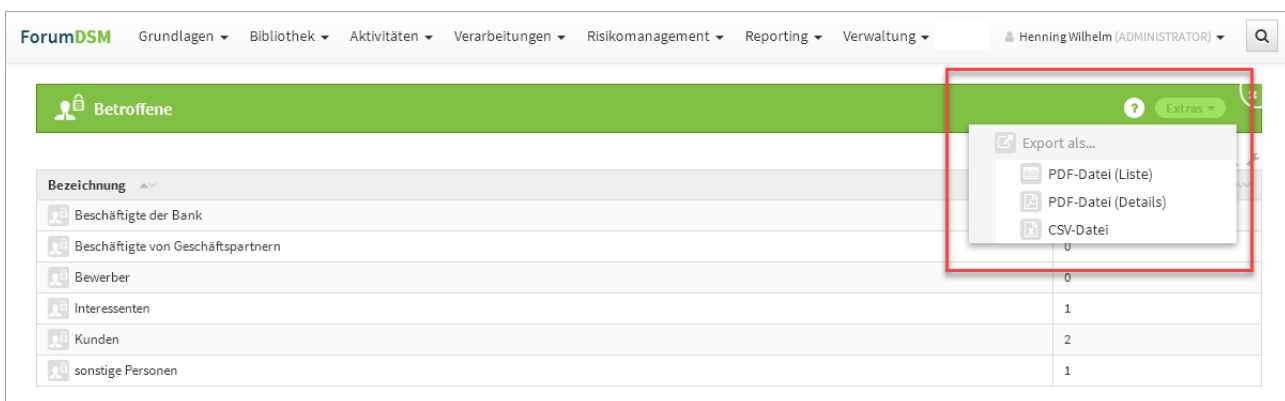 ForumDSM Grundlagen Bibliothek Aktivitäten Verarbeitungen Risikomanagement Reporting Verwaltung Henning Wilhelm (ADMINISTRATOR)
Betroffene ? Extras
Export als...
PDF-Datei (Liste)
PDF-Datei (Details)
CSV-Datei
Bezeichnung
Beschäftigte der Bank
Beschäftigte von Geschäftspartnern 0
Bewerber 0
Interessenten 1
Kunden 2
sonstige Personen 1